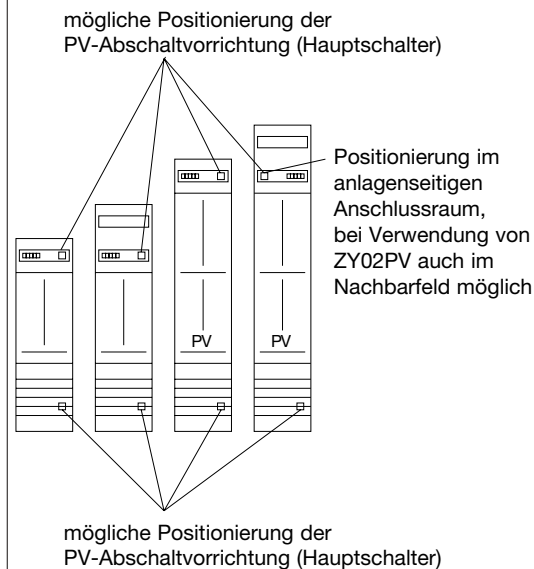 mögliche Positionierung der
PV-Abschaltvorrichtung (Hauptschalter)
Positionierung im
anlagenseitigen
Anschlussraum,
bei Verwendung von
ZY02PV auch im
Nachbarfeld möglich
PV
PV
mögliche Positionierung der
PV-Abschaltvorrichtung (Hauptschalter)